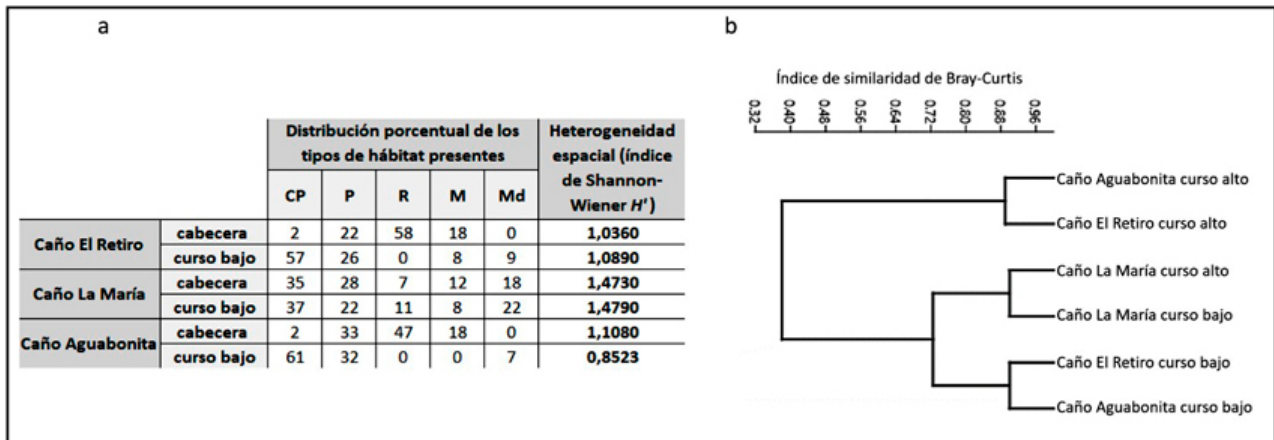 a
b
Distribución porcentual de los tipos de hábitat presentes
Heterogeneidad espacial (índice de Shannon-Wiener H')
CP P R M Md
Caño El Retiro cabecera 2 22 58 18 0 1,0360
curso bajo 57 26 0 8 9 1,0890
Caño La María cabecera 35 28 7 12 18 1,4730
curso bajo 37 22 11 8 22 1,4790
Caño Aguabonita cabecera 2 33 47 18 0 1,1080
curso bajo 61 32 0 0 7 0,8523
Índice de similaridad de Bray-Curtis
0.32 0.40 0.48 0.56 0.64 0.72 0.80 0.88 0.96
Caño Aguabonita curso alto
Caño El Retiro curso alto
Caño La María curso alto
Caño La María curso bajo
Caño El Retiro curso bajo
Caño Aguabonita curso bajo